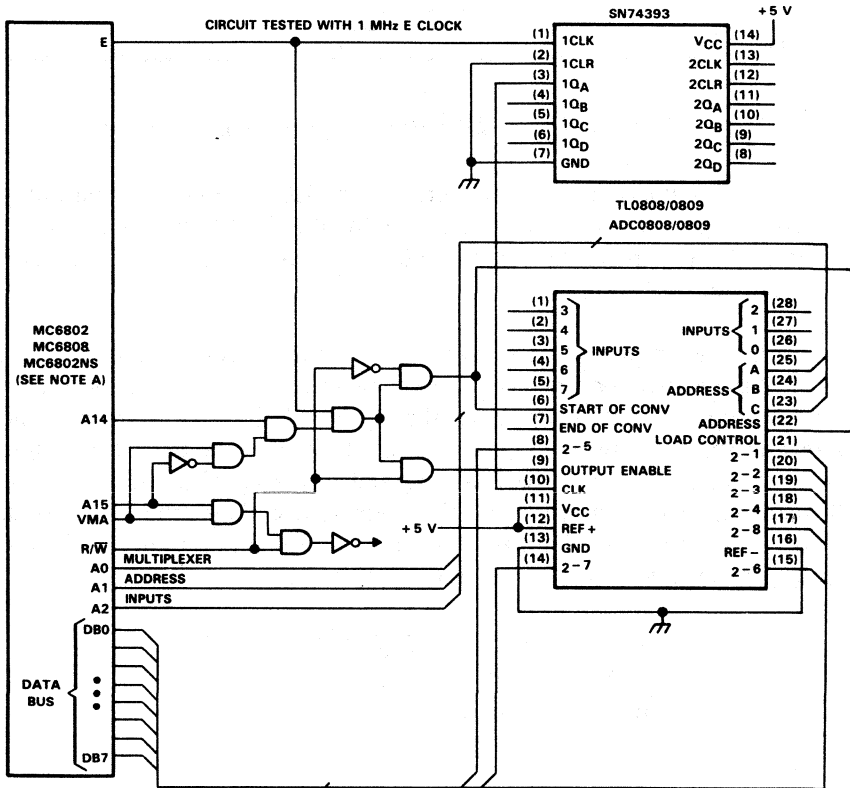 CIRCUIT TESTED WITH 1 MHz E CLOCK
SN74393
+5 V
E
(1) 1CLK
(2) 1CLR
(3) 1QA
(4) 1QB
(5) 1QC
(6) 1QD
(7) GND
VCC (14)
2CLK (13)
2CLR (12)
2QA (11)
2QB (10)
2QC (9)
2QD (8)
TL0808/0809
ADC0808/0809
MC6802
MC6808
MC6802NS
(SEE NOTE A)
A14
A15
VMA
R/W̅
A0
A1
A2
MULTIPLEXER
ADDRESS
INPUTS
DB0
DATA
BUS
DB7
+5 V
(1) 3
(2) 4
(3) 5
(4) 6
(5) 7
INPUTS
(6) START OF CONV
(7) END OF CONV
(8) 2-5
(9) OUTPUT ENABLE
(10) CLK
(11) VCC
(12) REF+
(13) GND
(14) 2-7
INPUTS
2 (28)
1 (27)
0 (26)
ADDRESS
A (25)
B (24)
C (23)
ADDRESS (22)
LOAD CONTROL
2-1 (21)
2-2 (20)
2-3 (19)
2-4 (18)
2-8 (17)
REF- (16)
2-6 (15)